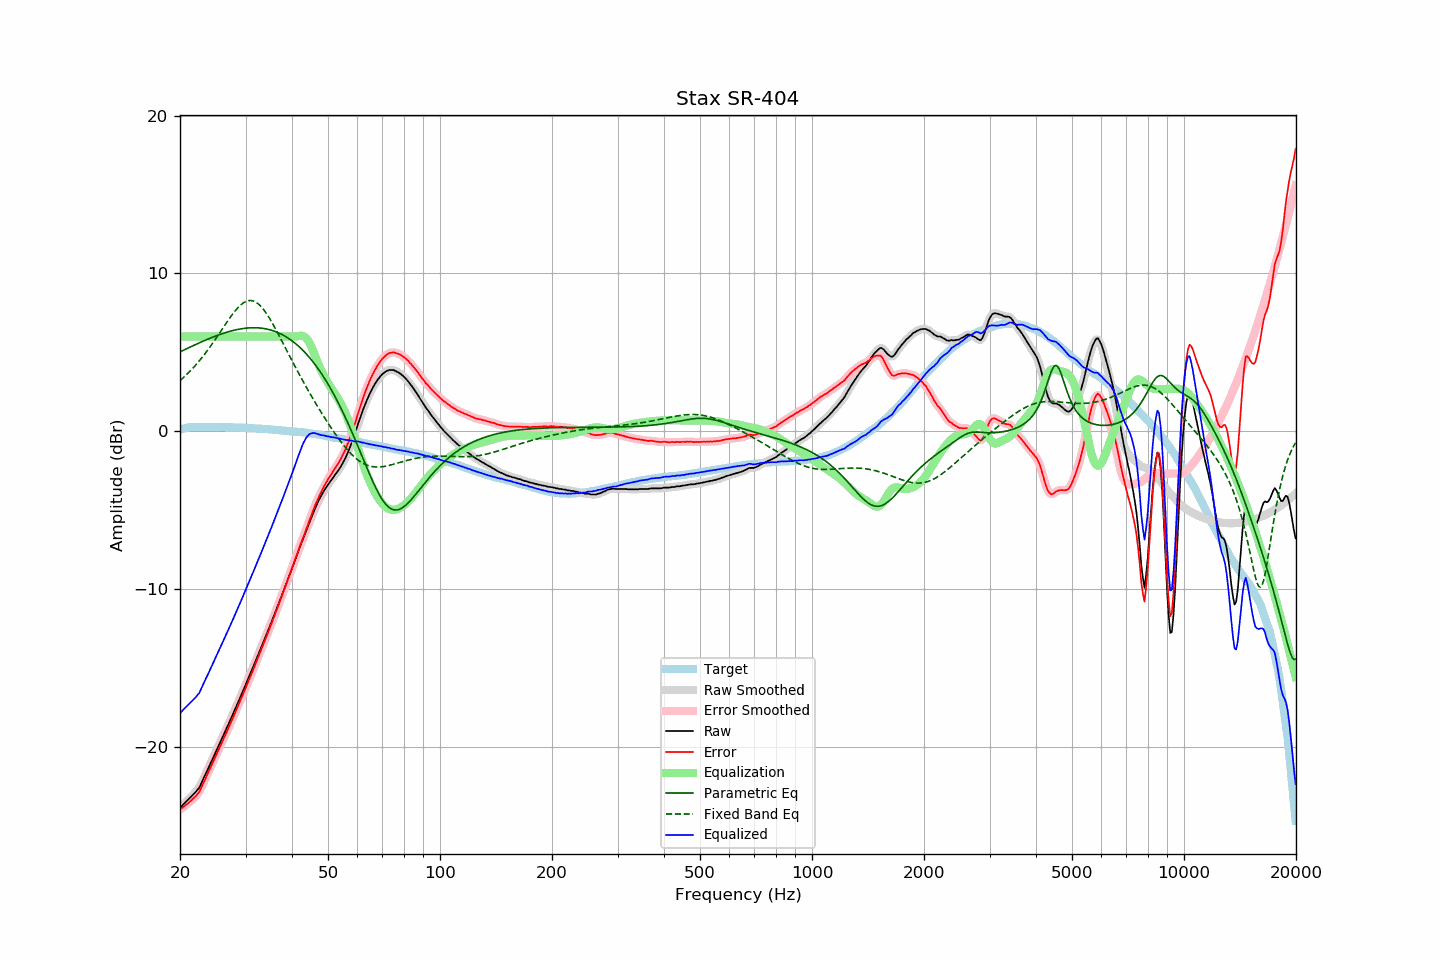 Stax SR-404
20
10
0
−10
−20
Amplitude (dBr)
20 50 100 200 500 1000 2000 5000 10000 20000
Frequency (Hz)
Target
Raw Smoothed
Error Smoothed
Raw
Error
Equalization
Parametric Eq
Fixed Band Eq
Equalized